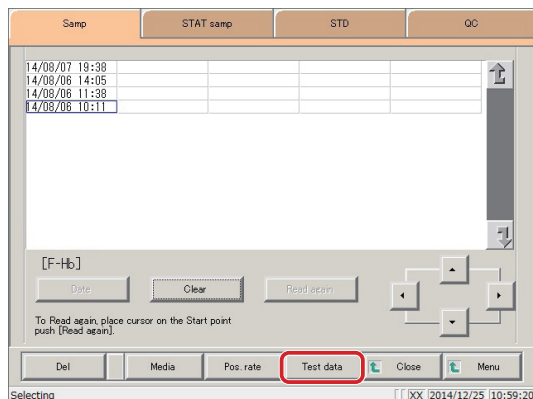 Samp STAT samp STD QC
14/08/07 19:38
14/08/06 14:05
14/08/06 11:38
14/08/06 10:11
[F-Hb]
Date Clear Read again
To Read again, place cursor on the Start point
push [Read again].
Del Media Pos. rate Test data Close Menu
Selecting XX 2014/12/25 10:59:20